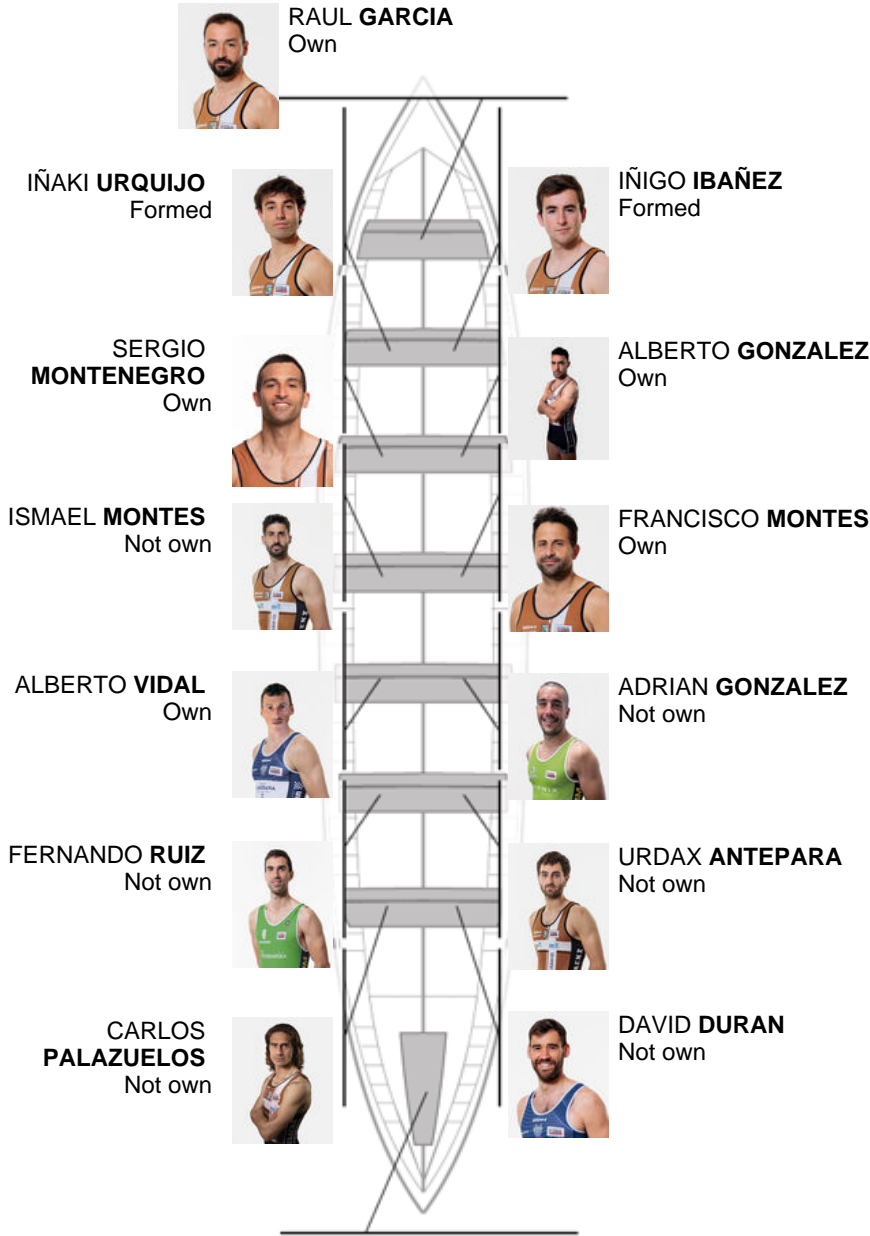 RAUL GARCIA
Own
IÑAKI URQUIJO
Formed
IÑIGO IBAÑEZ
Formed
SERGIO
MONTENEGRO
Own
ALBERTO GONZALEZ
Own
ISMAEL MONTES
Not own
FRANCISCO MONTES
Own
ALBERTO VIDAL
Own
ADRIAN GONZALEZ
Not own
FERNANDO RUIZ
Not own
URDAX ANTEPARA
Not own
CARLOS
PALAZUELOS
Not own
DAVID DURAN
Not own